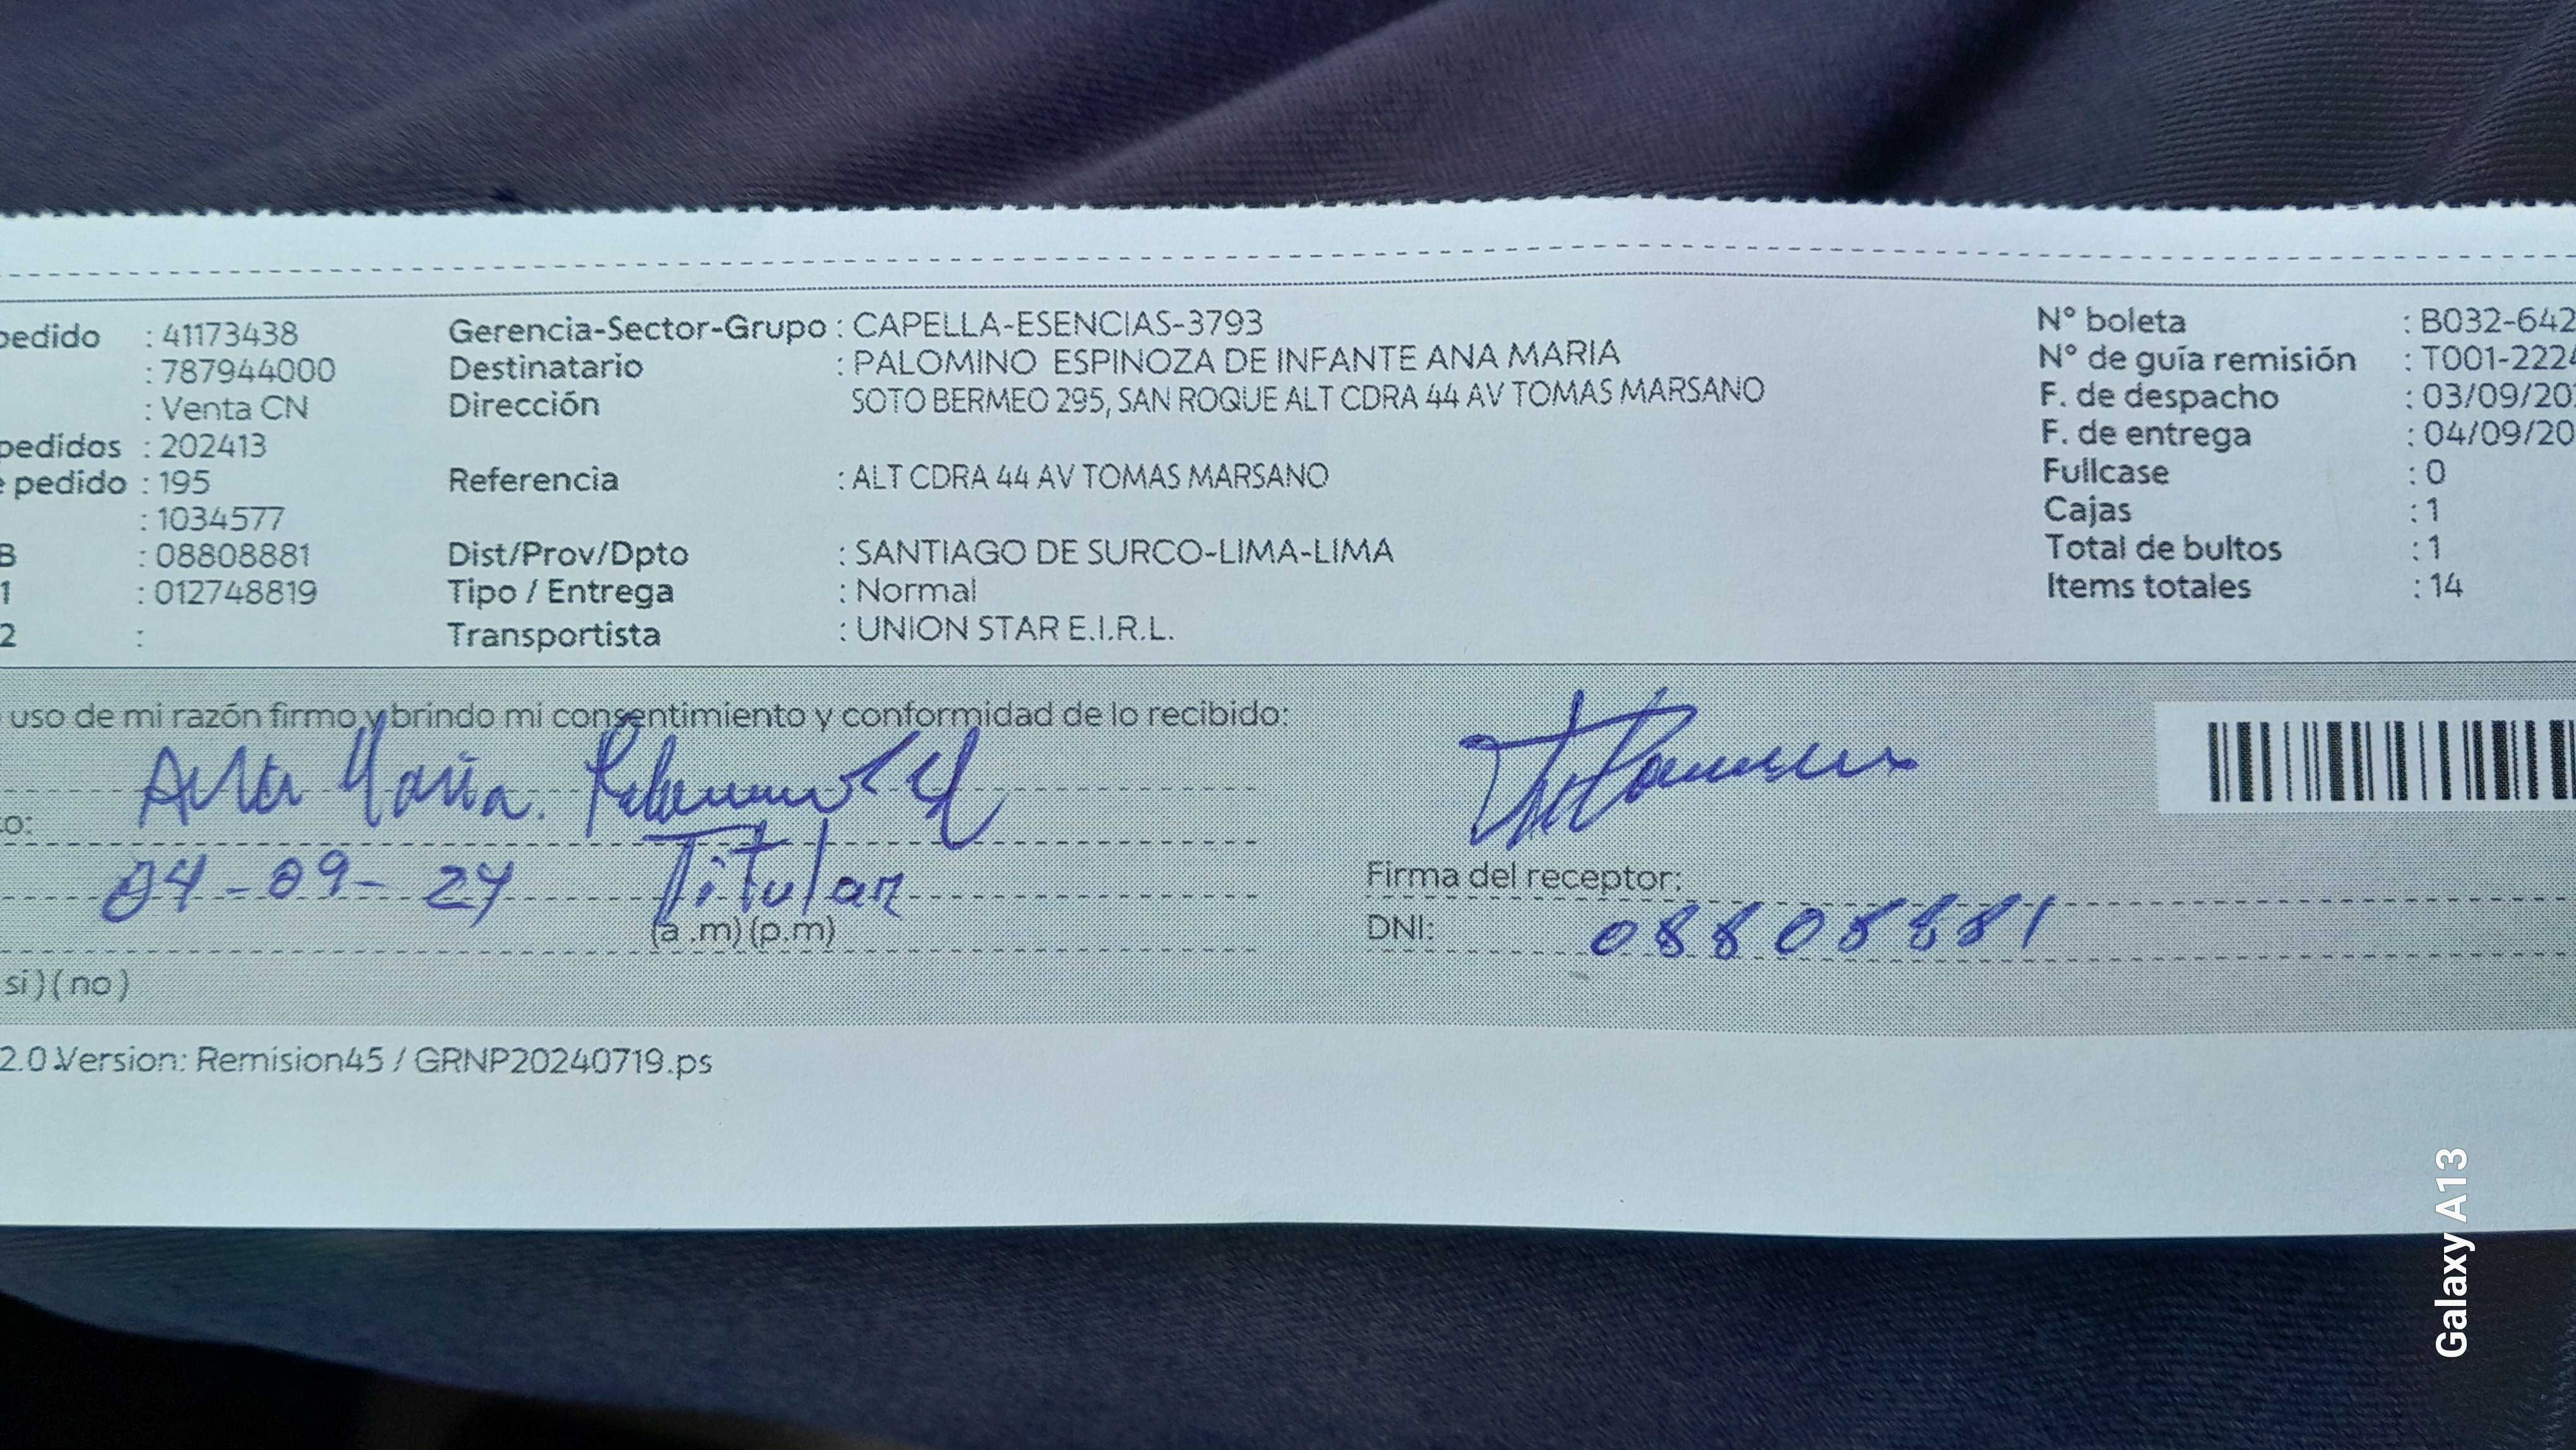 pedido : 41173438 Gerencia-Sector-Grupo : CAPELLA-ESENCIAS-3793 N° boleta : B032-642
: 787944000 Destinatario : PALOMINO ESPINOZA DE INFANTE ANA MARIA N° de guía remisión : T001-222
: Venta CN Dirección SOTO BERMEO 295, SAN ROQUE ALT CDRA 44 AV TOMAS MARSANO F. de despacho : 03/09/20
pedidos : 202413 F. de entrega : 04/09/20
e pedido : 195 Referencia : ALT CDRA 44 AV TOMAS MARSANO Fullcase : 0
: 1034577 Cajas : 1
B : 08808881 Dist/Prov/Dpto : SANTIAGO DE SURCO-LIMA-LIMA Total de bultos : 1
1 : 012748819 Tipo / Entrega : Normal Items totales : 14
2 : Transportista : UNION STAR E.I.R.L.
uso de mi razón firmo y brindo mi consentimiento y conformidad de lo recibido:
Ana María
to:
04-09-24 Titular
Firma del receptor:
(a .m) (p.m) DNI: 08808881
si) ( no )
2.0.Version: Remision45 / GRNP20240719.ps
Galaxy A13